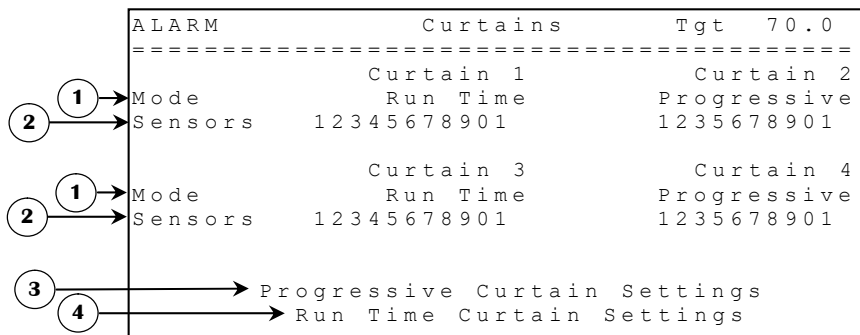 ALARM Curtains Tgt 70.0
========================================
Curtain 1 Curtain 2
1 Mode Run Time Progressive
2 Sensors 12345678901 1235678901
Curtain 3 Curtain 4
1 Mode Run Time Progressive
2 Sensors 12345678901 1235678901
3 Progressive Curtain Settings
4 Run Time Curtain Settings